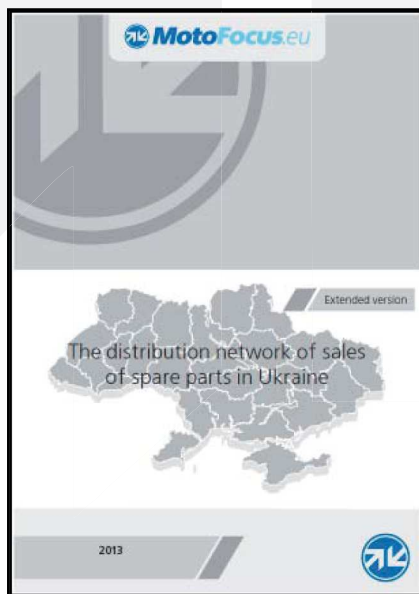 MotoFocus.eu
Extended version
The distribution network of sales
of spare parts in Ukraine
2013